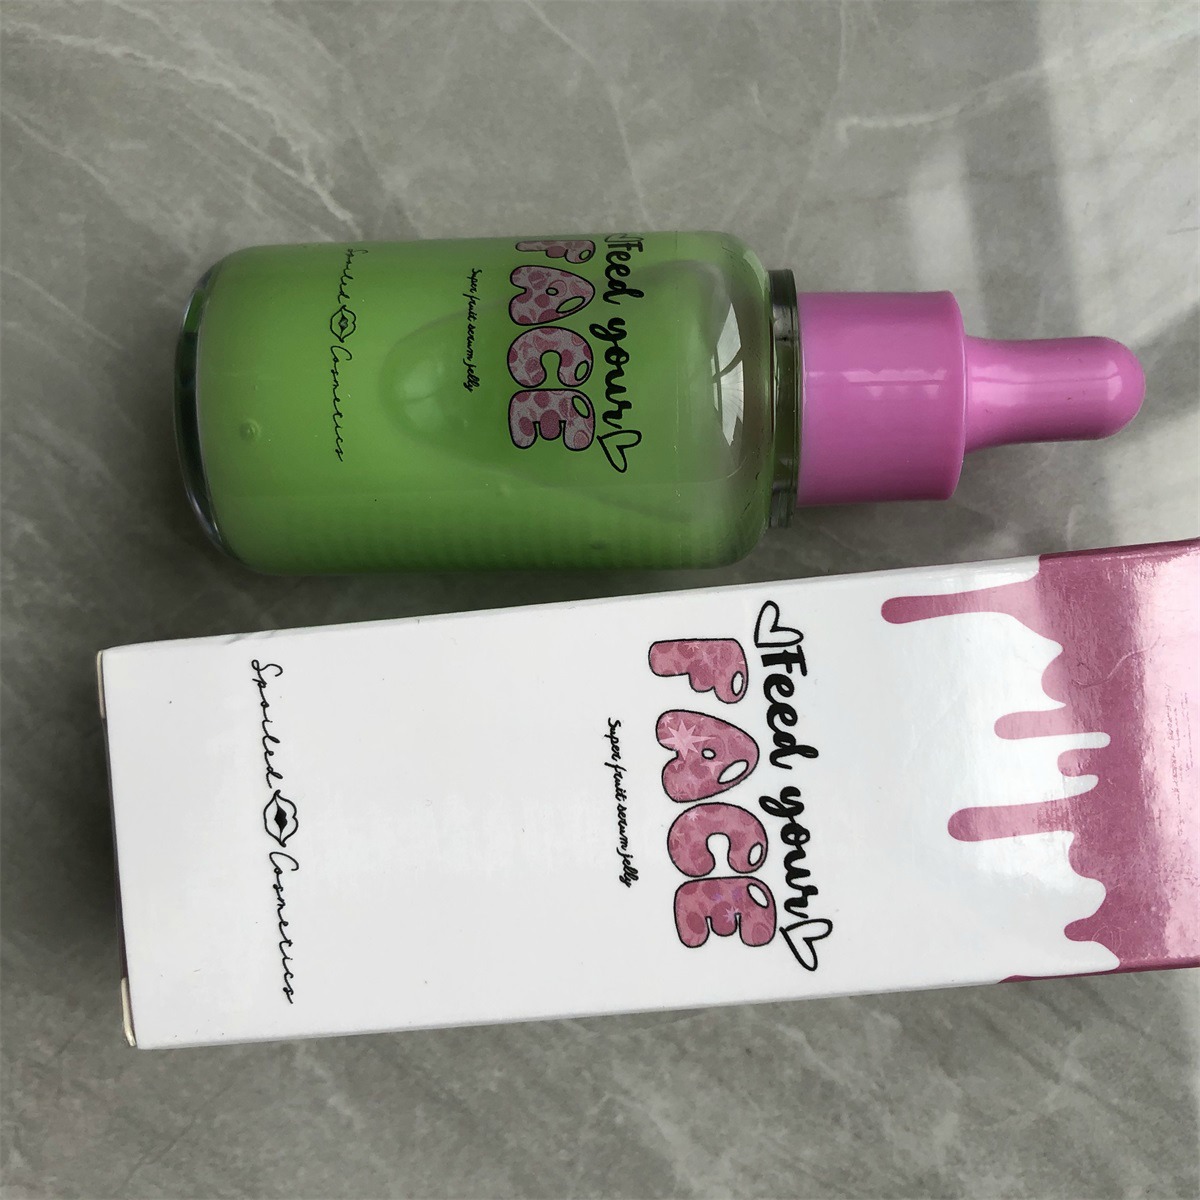 Feed your
FACE
Super fruit serum jelly
Spoiled Cosmetics
Feed your
FACE
Super fruit serum jelly
Spoiled Cosmetics